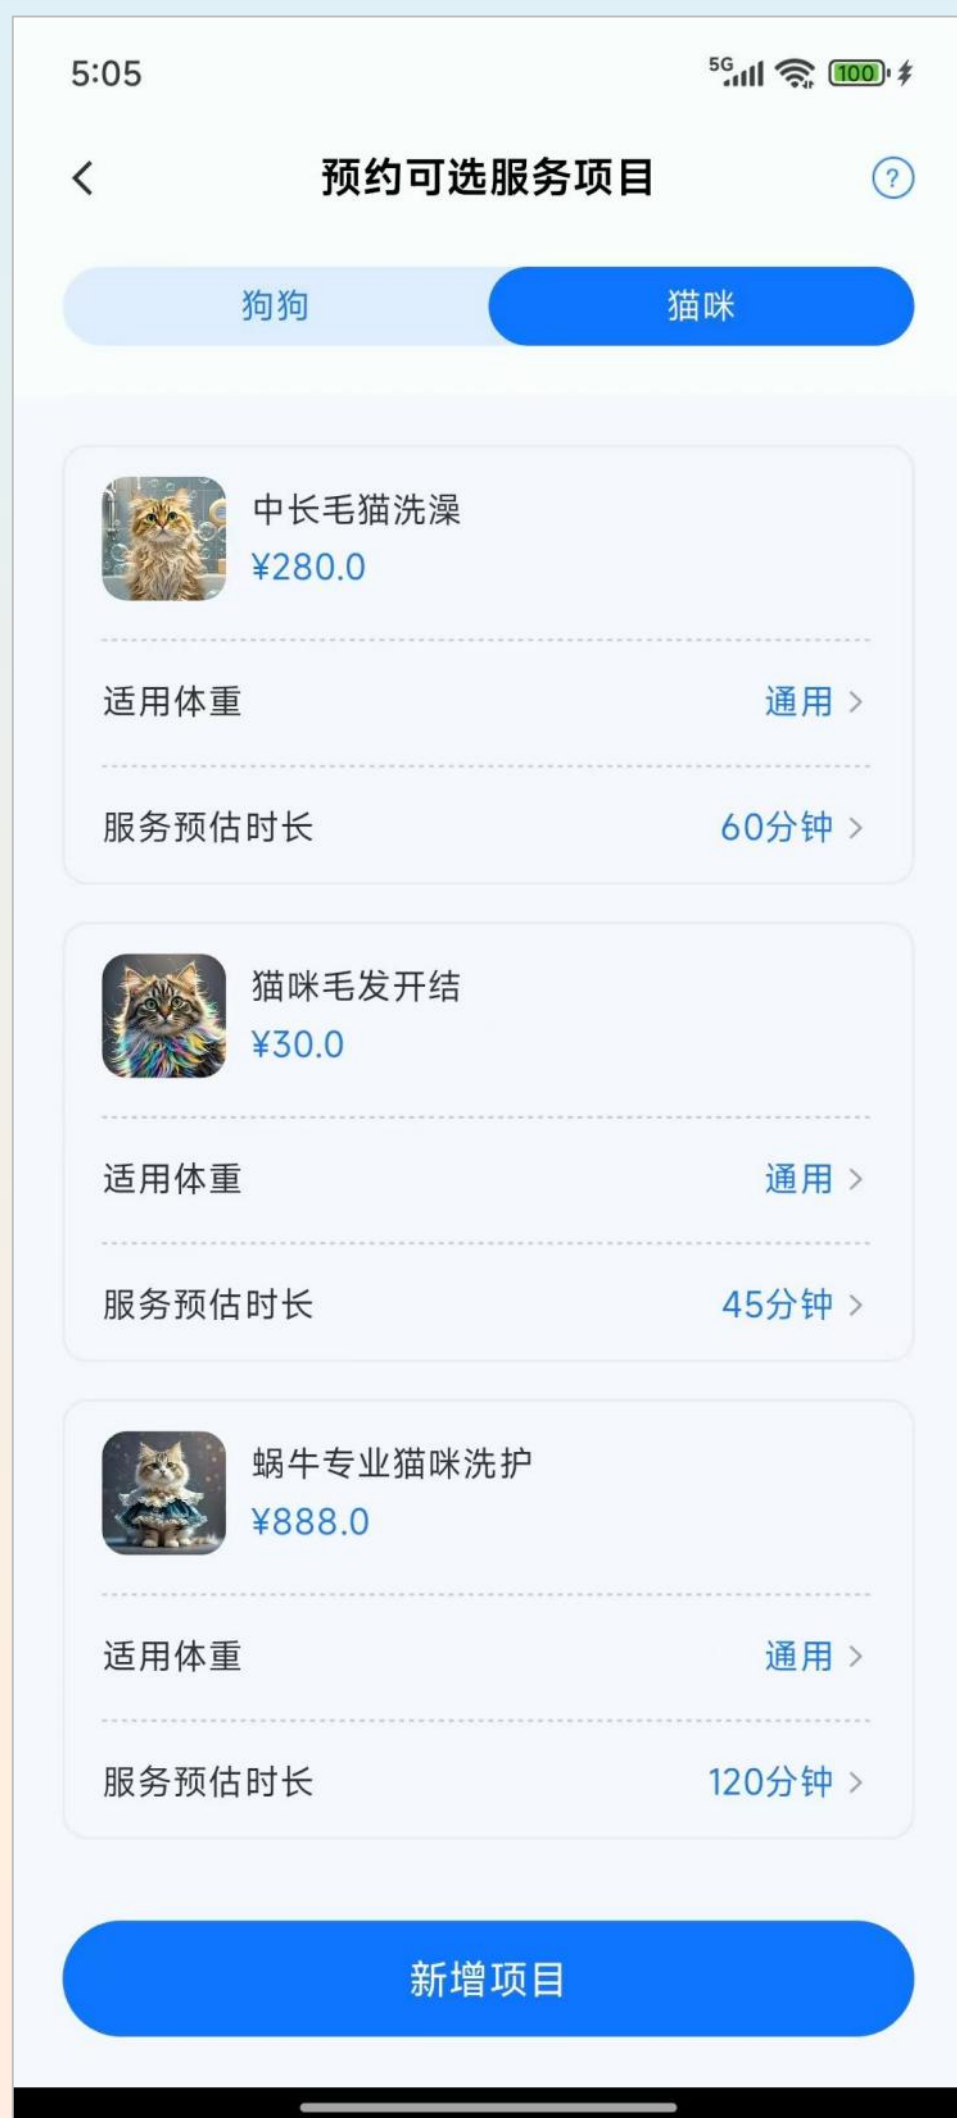 5:05
5G 100
预约可选服务项目
?
狗狗 猫咪
中长毛猫洗澡
¥280.0
适用体重 通用
服务预估时长 60分钟
猫咪毛发开结
¥30.0
适用体重 通用
服务预估时长 45分钟
蜗牛专业猫咪洗护
¥888.0
适用体重 通用
服务预估时长 120分钟
新增项目